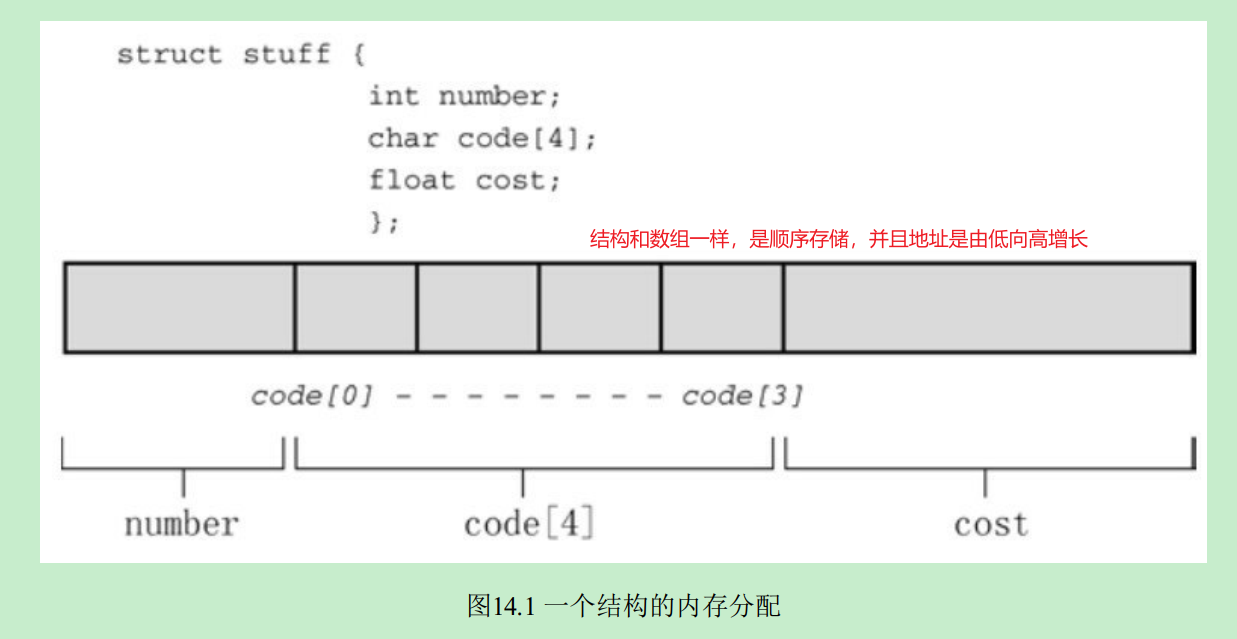 struct stuff {
int number;
char code[4];
float cost;
};
结构和数组一样，是顺序存储，并且地址是由低向高增长
code[0] - - - - - - - - code[3]
number code[4] cost
图14.1 一个结构的内存分配